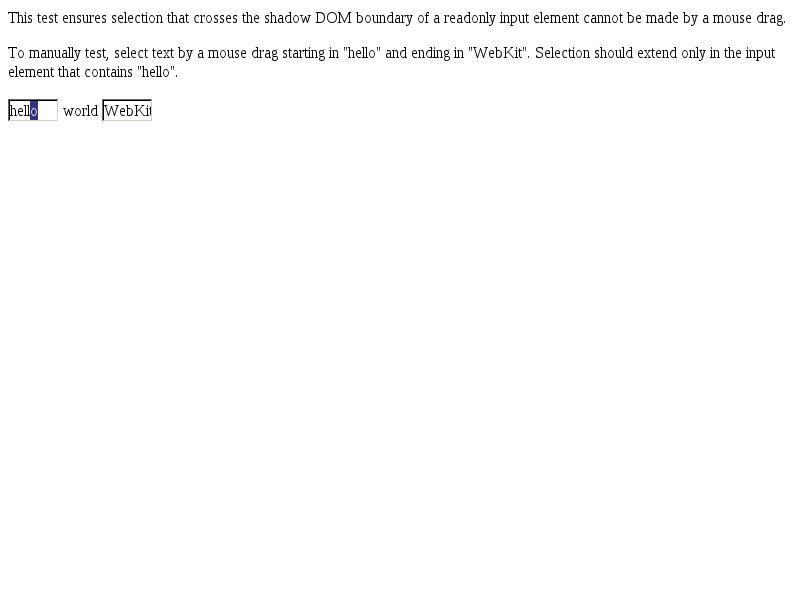 This test ensures selection that crosses the shadow DOM boundary of a readonly input element cannot be made by a mouse drag.
To manually test, select text by a mouse drag starting in "hello" and ending in "WebKit". Selection should extend only in the input
element that contains "hello".
hello world WebKit